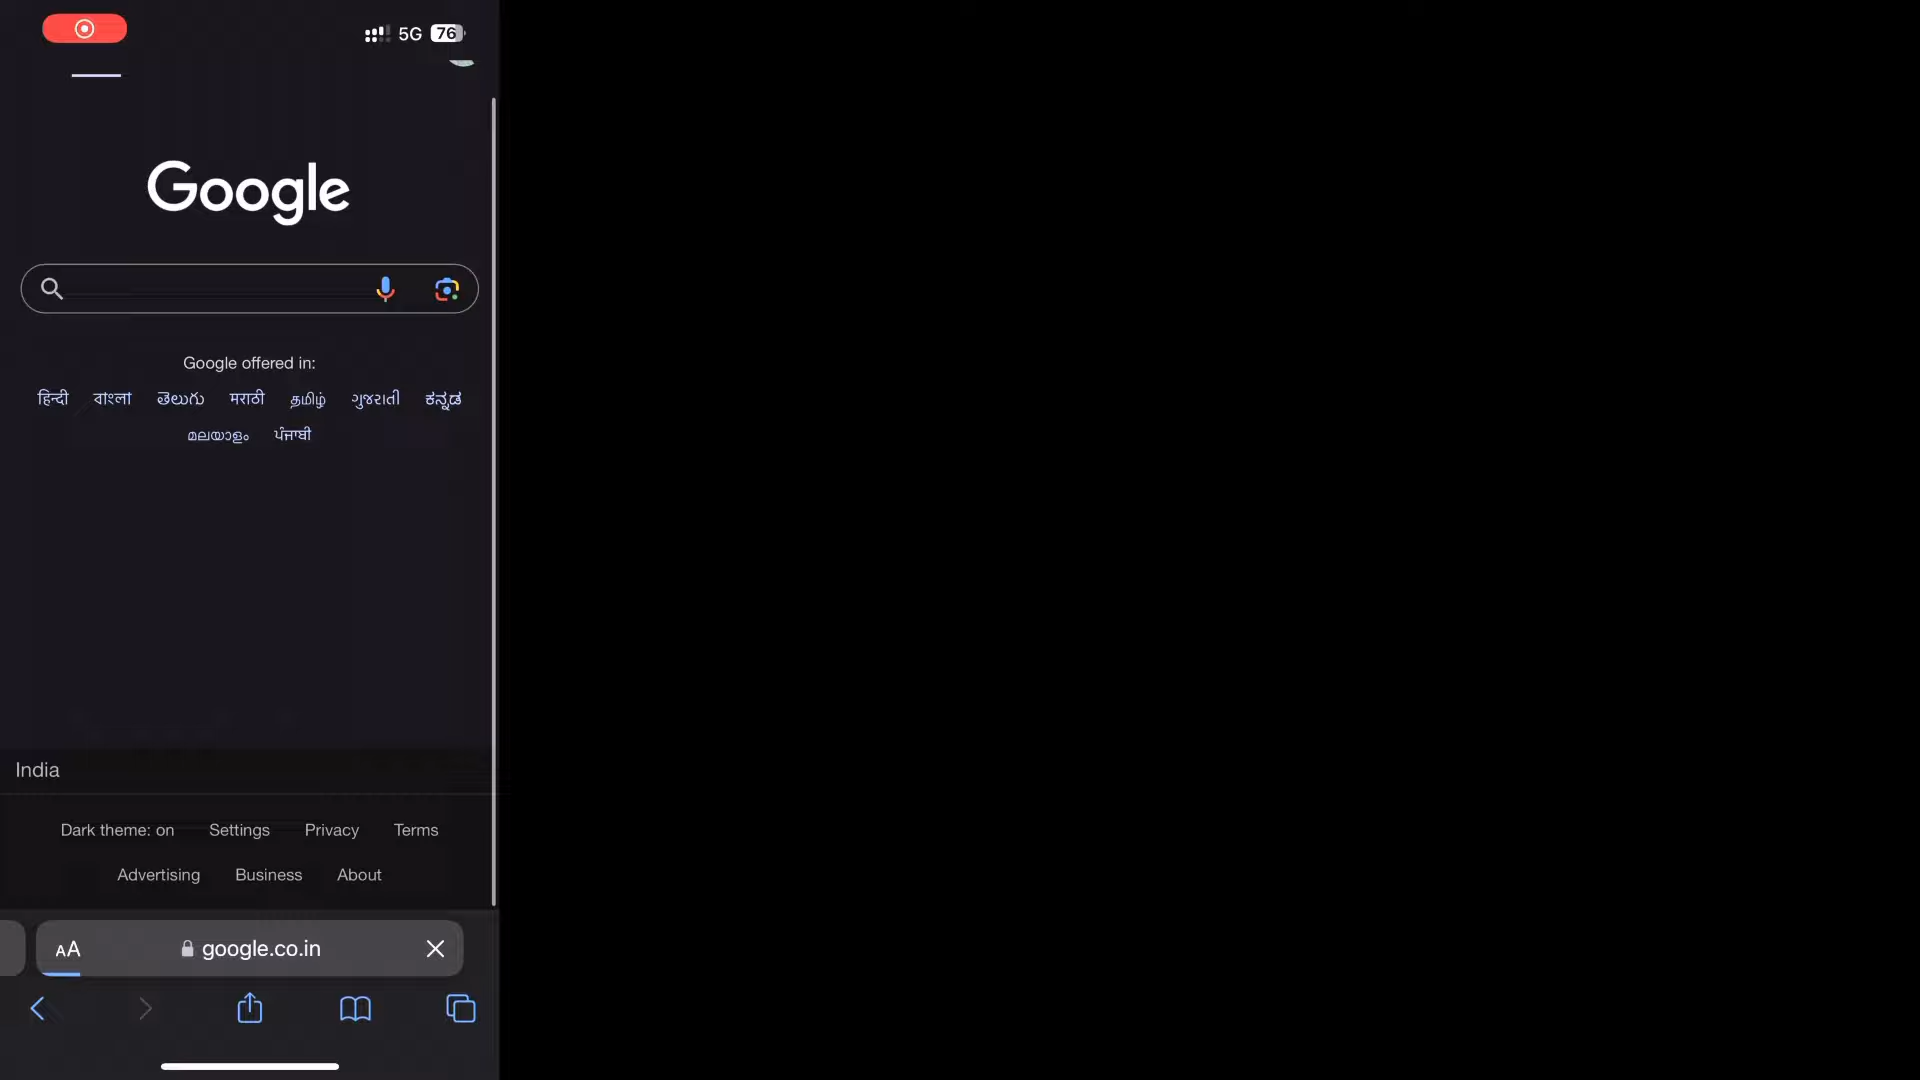 5G 76
Google
Google offered in:
हिन्दी বাংলা తెలుగు मराठी தமிழ் ગુજરાતી ಕನ್ನಡ
മലയാളം ਪੰਜਾਬੀ
India
Dark theme: on Settings Privacy Terms
Advertising Business About
AA google.co.in